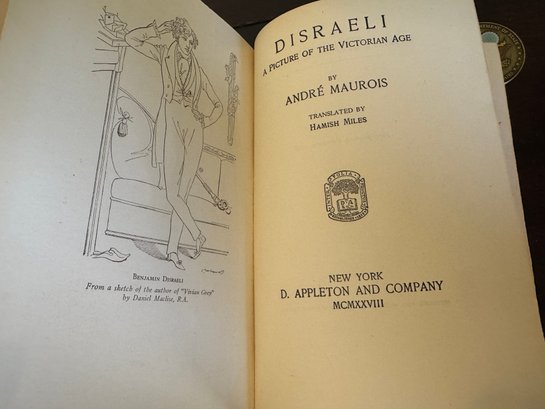 BENJAMIN DISRAELI
From a sketch of the author of "Vivian Grey"
by Daniel Maclise, R.A.
DISRAELI
A PICTURE OF THE VICTORIAN AGE
BY
ANDRÉ MAUROIS
TRANSLATED BY
HAMISH MILES
NEW YORK
D. APPLETON AND COMPANY
MCMXXVIII